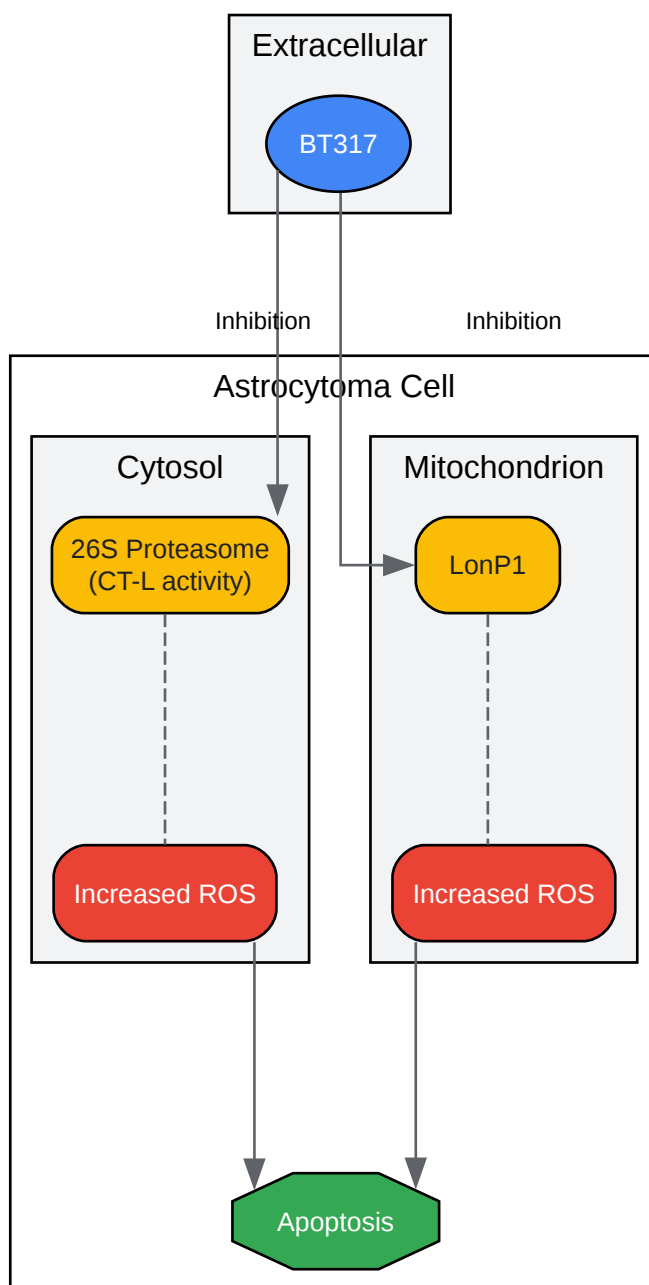 Extracellular
BT317
Inhibition
Inhibition
Astrocytoma Cell
Cytosol
Mitochondrion
26S Proteasome
(CT-L activity)
LonP1
Increased ROS
Increased ROS
Apoptosis